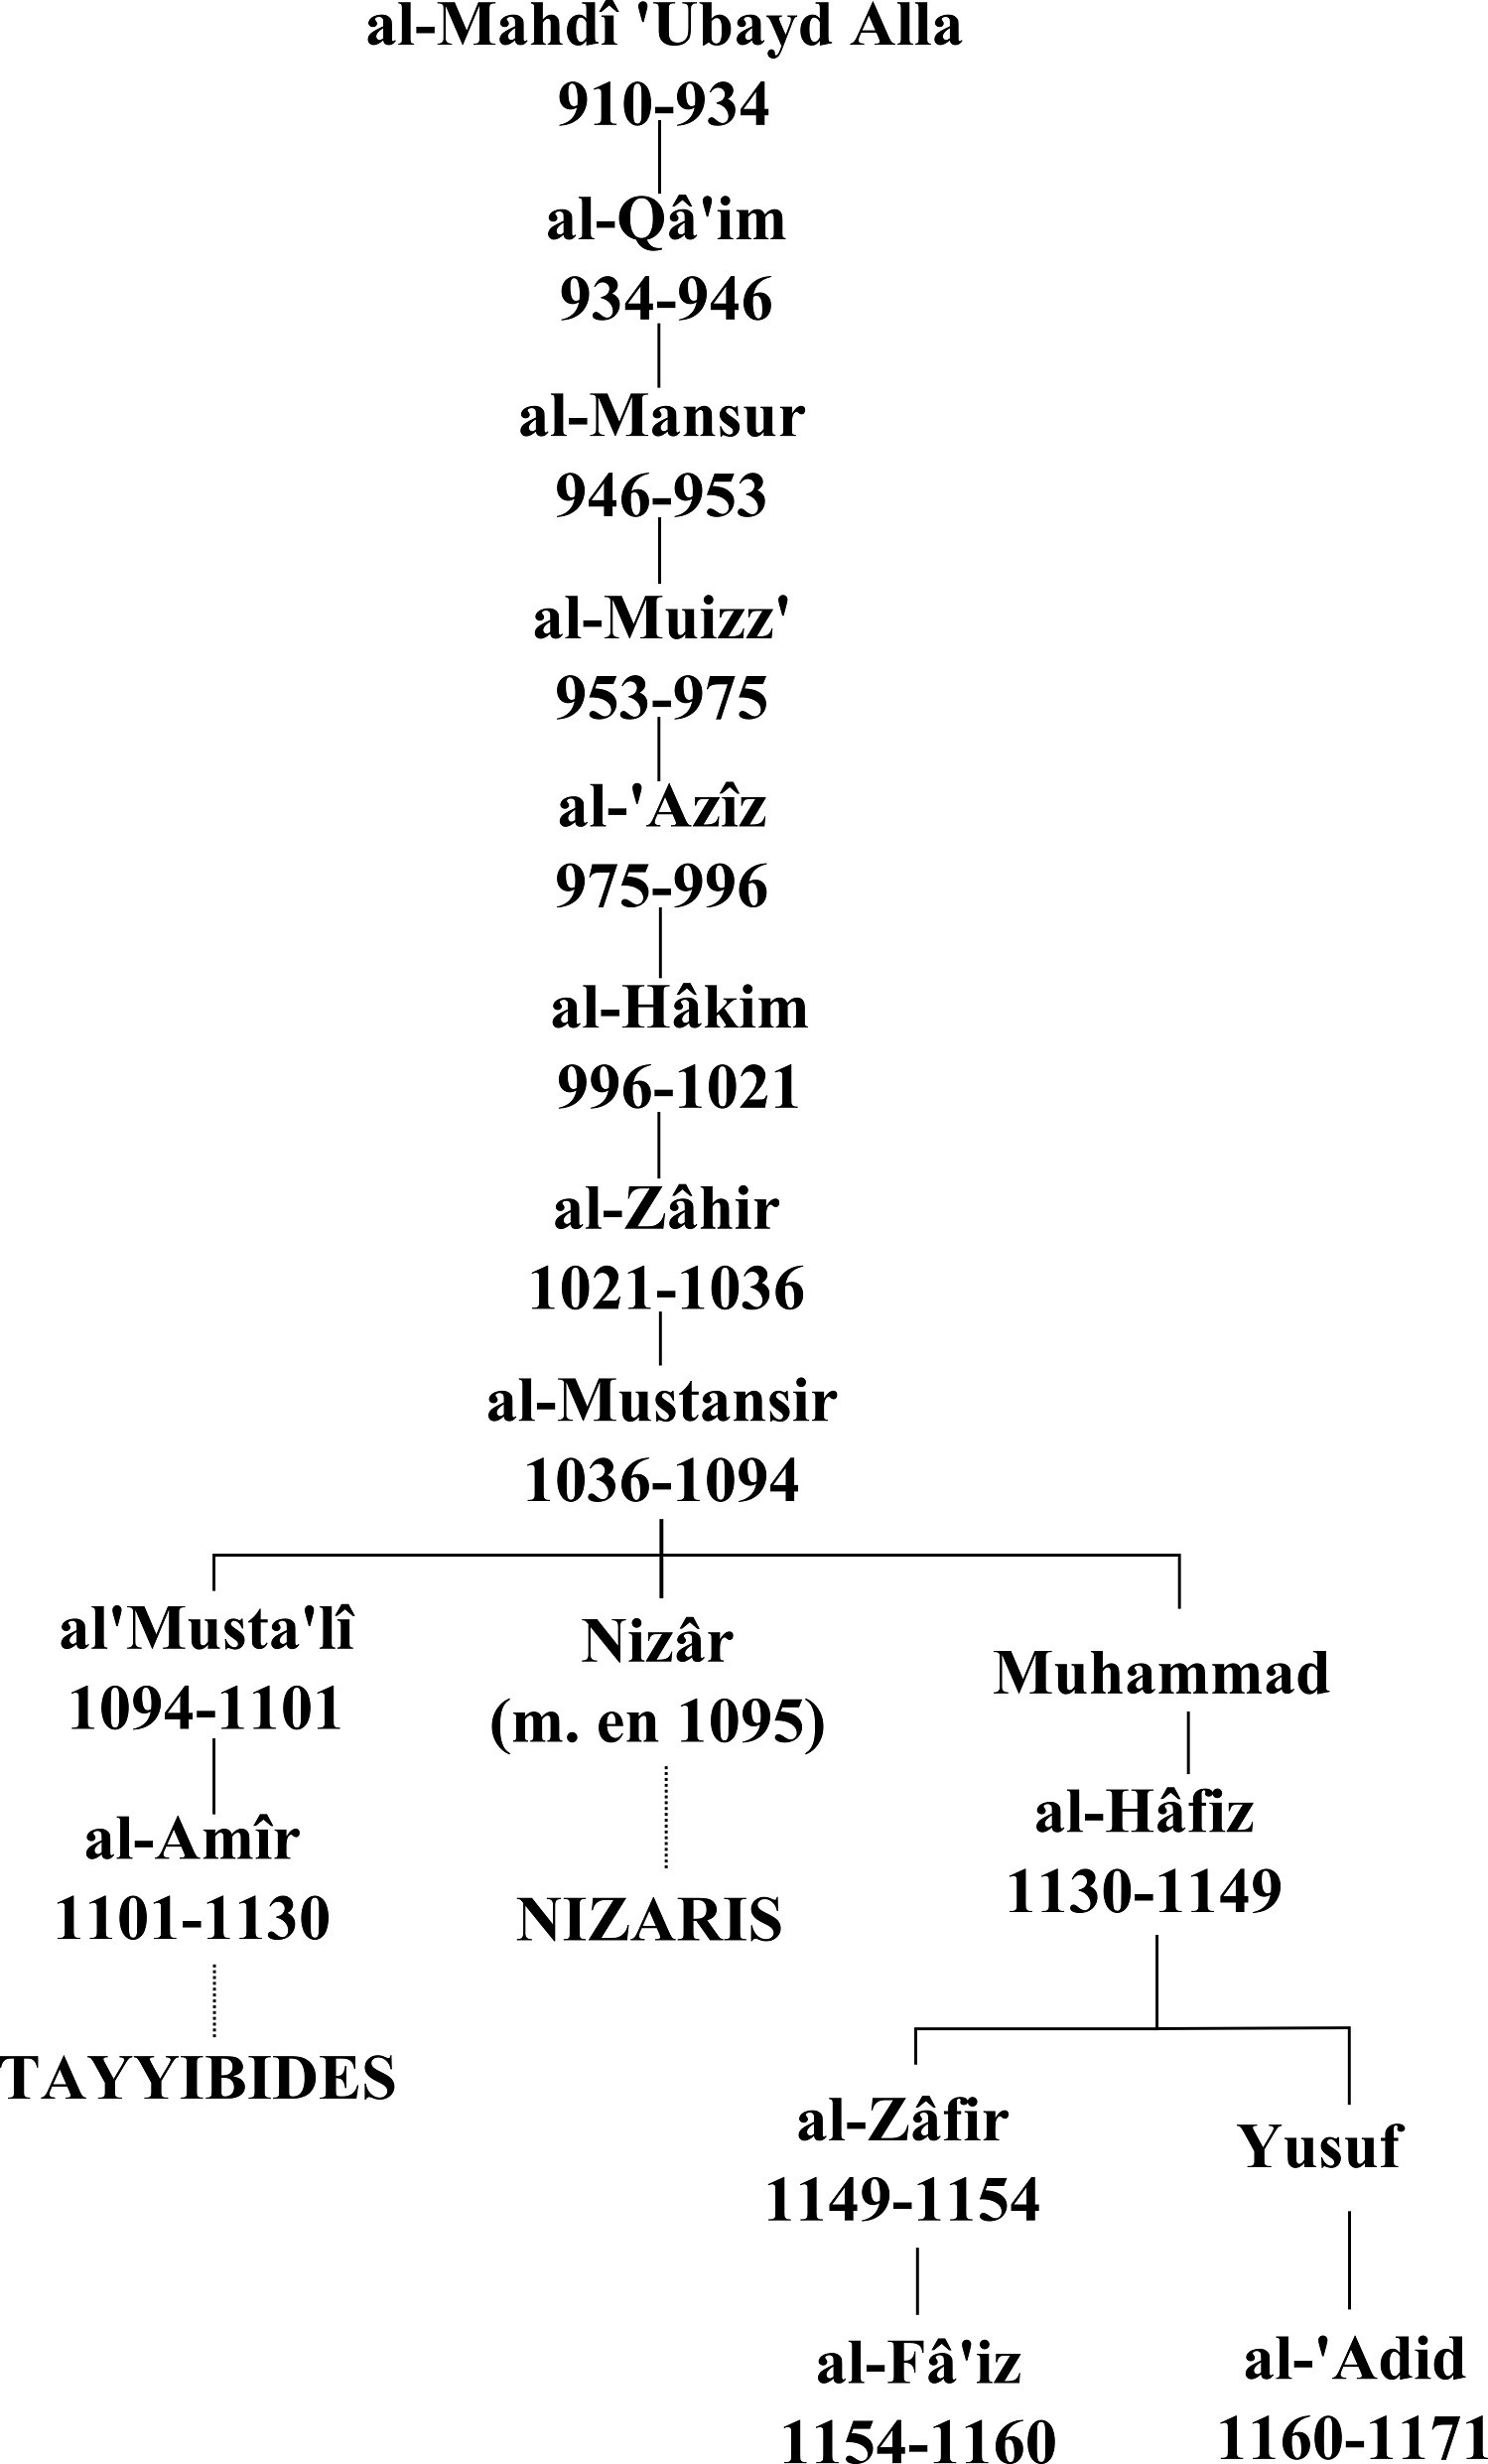 al-Mahdî 'Ubayd Alla
910-934
al-Qâ'im
934-946
al-Mansur
946-953
al-Muizz'
953-975
al-'Azîz
975-996
al-Hâkim
996-1021
al-Zâhir
1021-1036
al-Mustansir
1036-1094
al'Musta'lî
1094-1101
al-Amîr
1101-1130
TAYYIBIDES
Nizâr
(m. en 1095)
NIZARIS
Muhammad
al-Hâfiz
1130-1149
al-Zâfir
1149-1154
al-Fâ'iz
1154-1160
Yusuf
al-'Adid
1160-1171